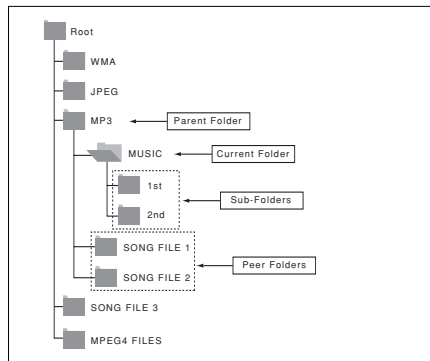 Root
WMA
JPEG
MP3
Parent Folder
MUSIC
Current Folder
1st
2nd
Sub-Folders
SONG FILE 1
SONG FILE 2
Peer Folders
SONG FILE 3
MPEG4 FILES